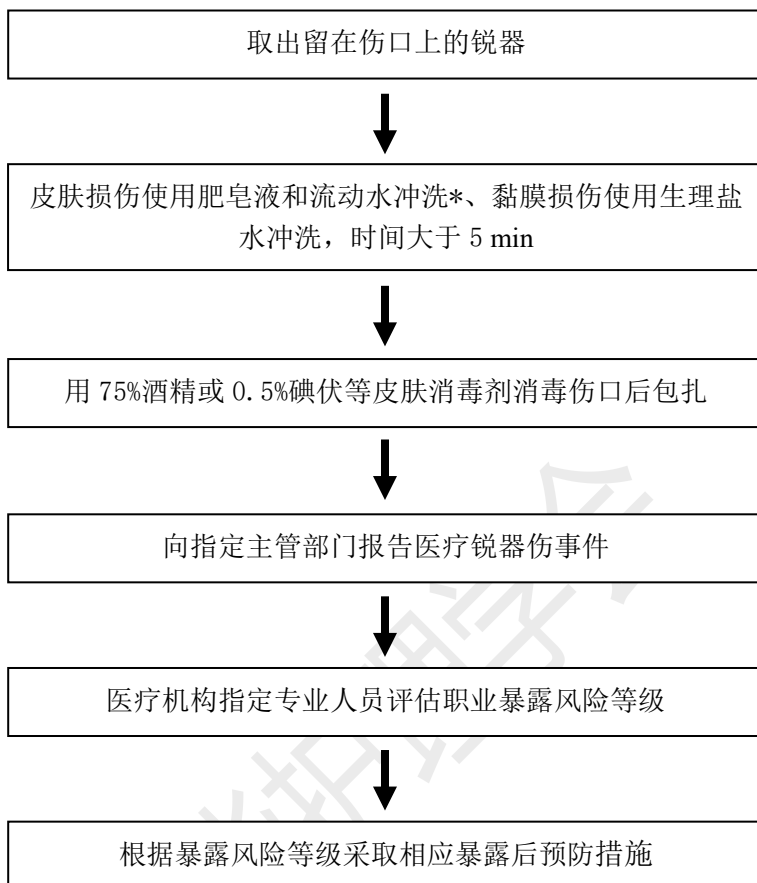 取出留在伤口上的锐器
皮肤损伤使用肥皂液和流动水冲洗*、黏膜损伤使用生理盐
水冲洗，时间大于 5 min
用 75%酒精或 0.5%碘伏等皮肤消毒剂消毒伤口后包扎
向指定主管部门报告医疗锐器伤事件
医疗机构指定专业人员评估职业暴露风险等级
根据暴露风险等级采取相应暴露后预防措施
护理学会